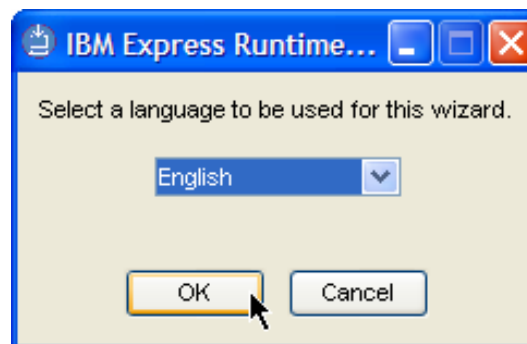 IBM Express Runtime...
Select a language to be used for this wizard.
English
OK
Cancel